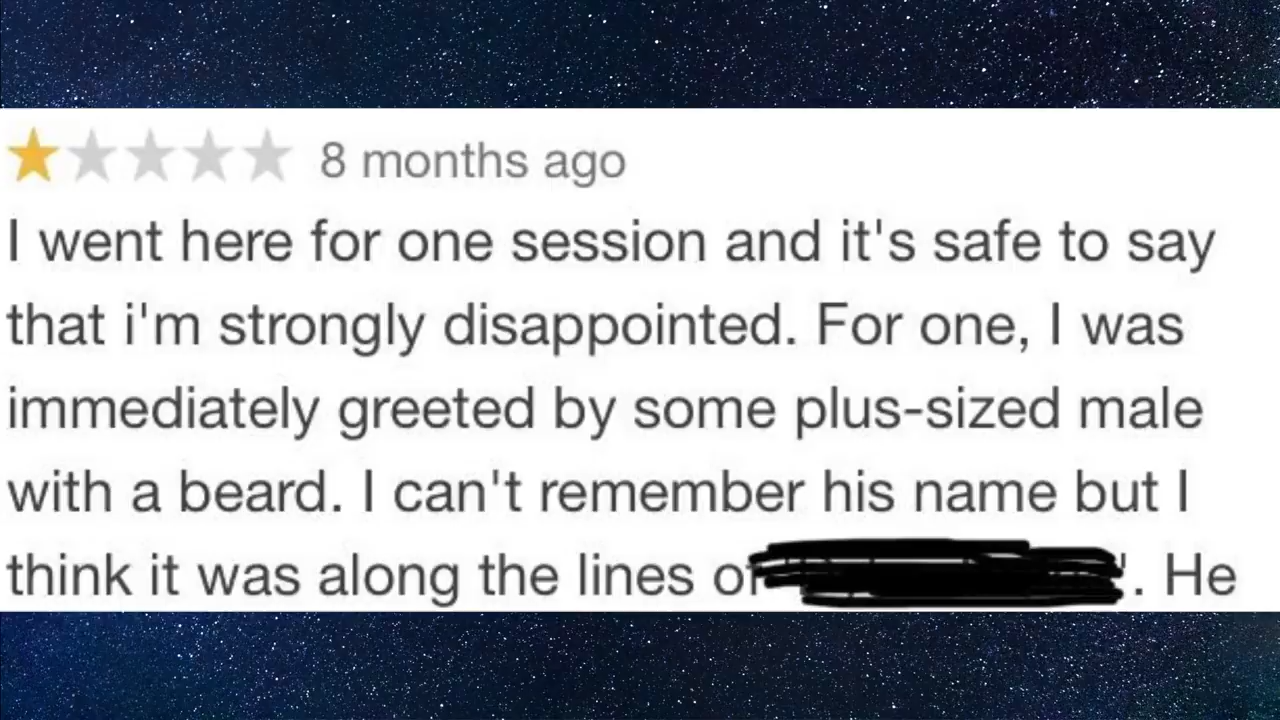 8 months ago
I went here for one session and it's safe to say
that i'm strongly disappointed. For one, I was
immediately greeted by some plus-sized male
with a beard. I can't remember his name but I
think it was along the lines of '. He